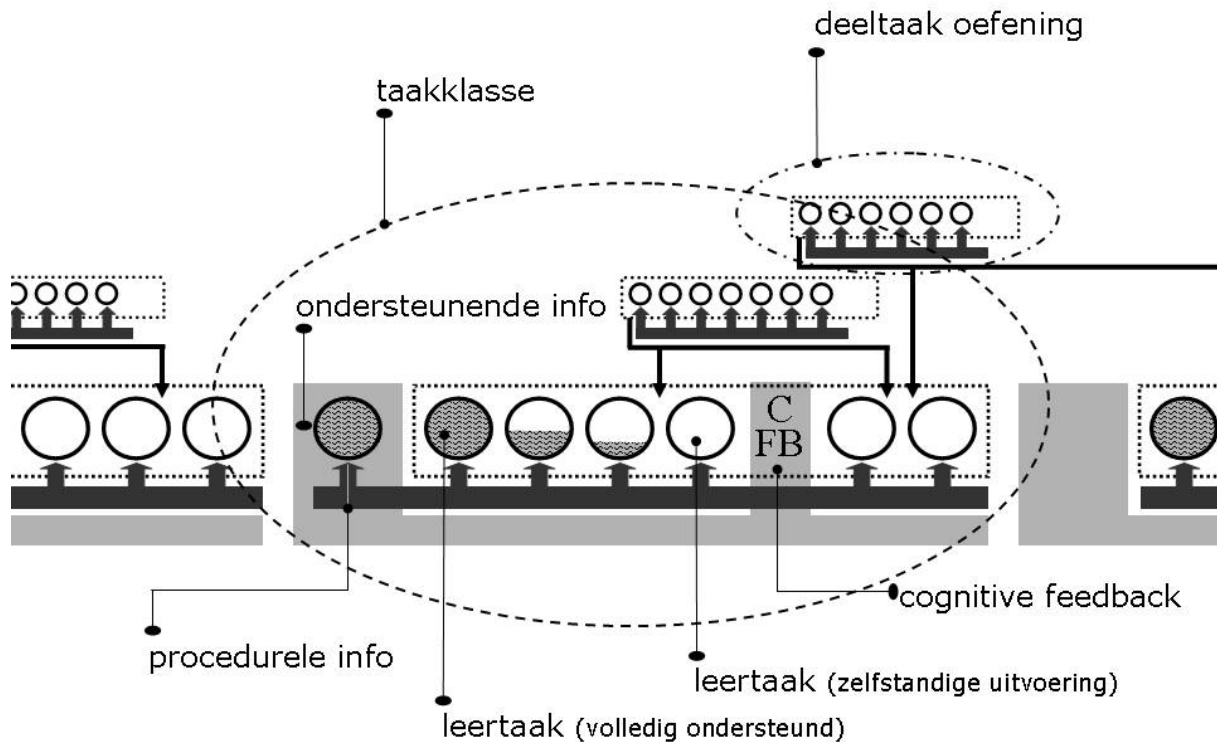 deeltaak oefening
taakklasse
ondersteunende info
C
FB
cognitive feedback
procedurele info
leertaak (zelfstandige uitvoering)
leertaak (volledig ondersteund)